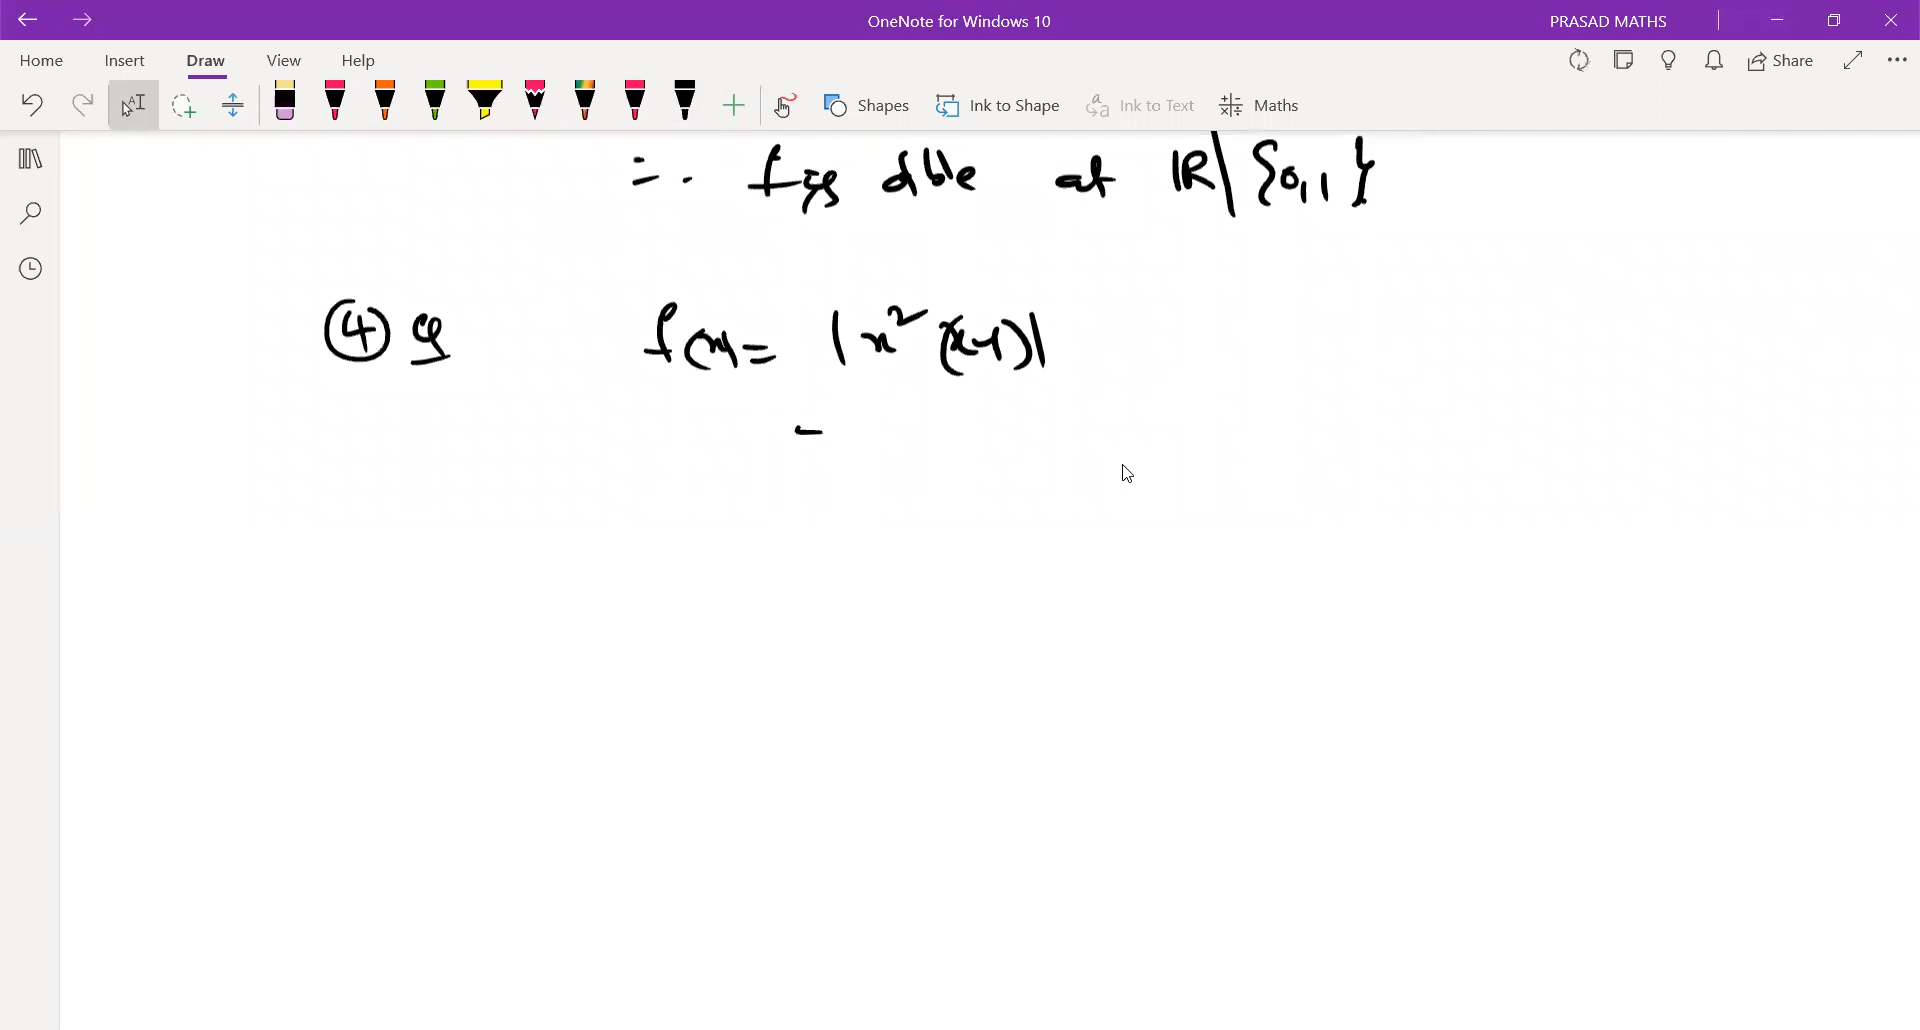 OneNote for Windows 10
PRASAD MATHS
Home Insert Draw View Help
Share
Shapes Ink to Shape Ink to Text Maths
∴ f is dble at ℝ\{0,1}
④ f(x) = |x²(x-1)|
-